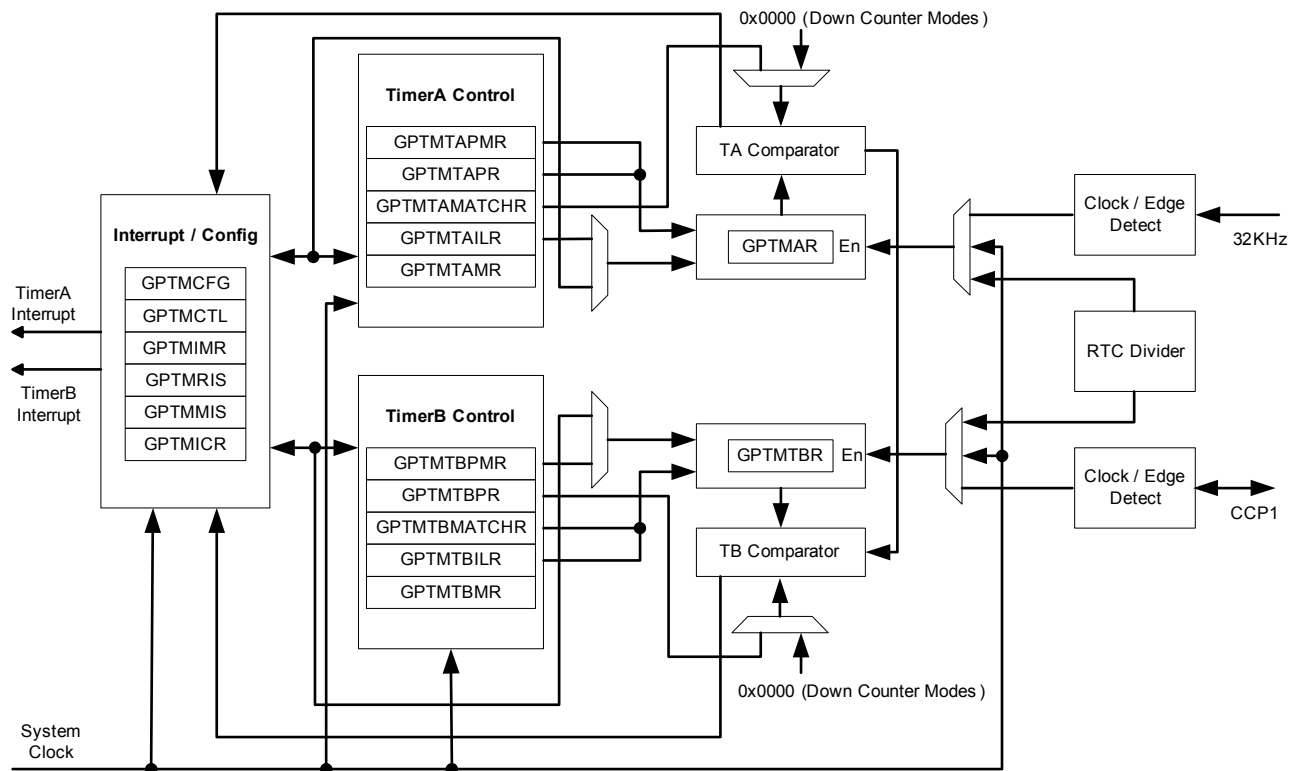 0x0000 (Down Counter Modes)
TimerA Control
GPTMTAPMR
GPTMTAPR
GPTMTAMATCHR
GPTMTAILR
GPTMTAMR
TA Comparator
GPTMAR
En
Clock / Edge
Detect
32KHz
Interrupt / Config
GPTMCFG
GPTMCTL
GPTMIMR
GPTMRIS
GPTMMIS
GPTMICR
TimerA
Interrupt
TimerB
Interrupt
RTC Divider
TimerB Control
GPTMTBPMR
GPTMTBPR
GPTMTBMATCHR
GPTMTBILR
GPTMTBMR
GPTMTBR
En
TB Comparator
Clock / Edge
Detect
CCP1
0x0000 (Down Counter Modes)
System
Clock